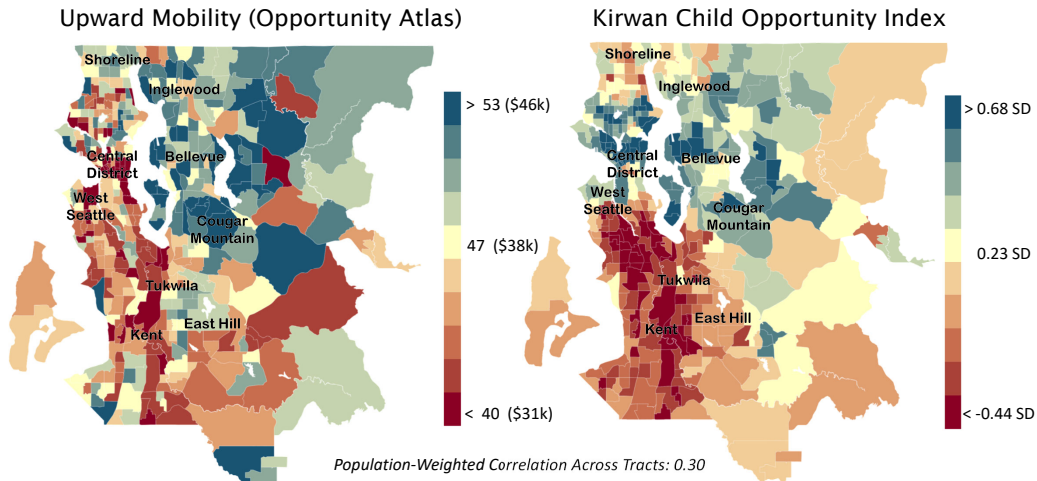 Upward Mobility (Opportunity Atlas)
Shoreline
Inglewood
Central
District
Bellevue
West
Seattle
Cougar
Mountain
Tukwila
East Hill
Kent
> 53 ($46k)
47 ($38k)
< 40 ($31k)
Kirwan Child Opportunity Index
Shoreline
Inglewood
Central
District
Bellevue
West
Seattle
Cougar
Mountain
Tukwila
East Hill
Kent
> 0.68 SD
0.23 SD
< -0.44 SD
Population-Weighted Correlation Across Tracts: 0.30